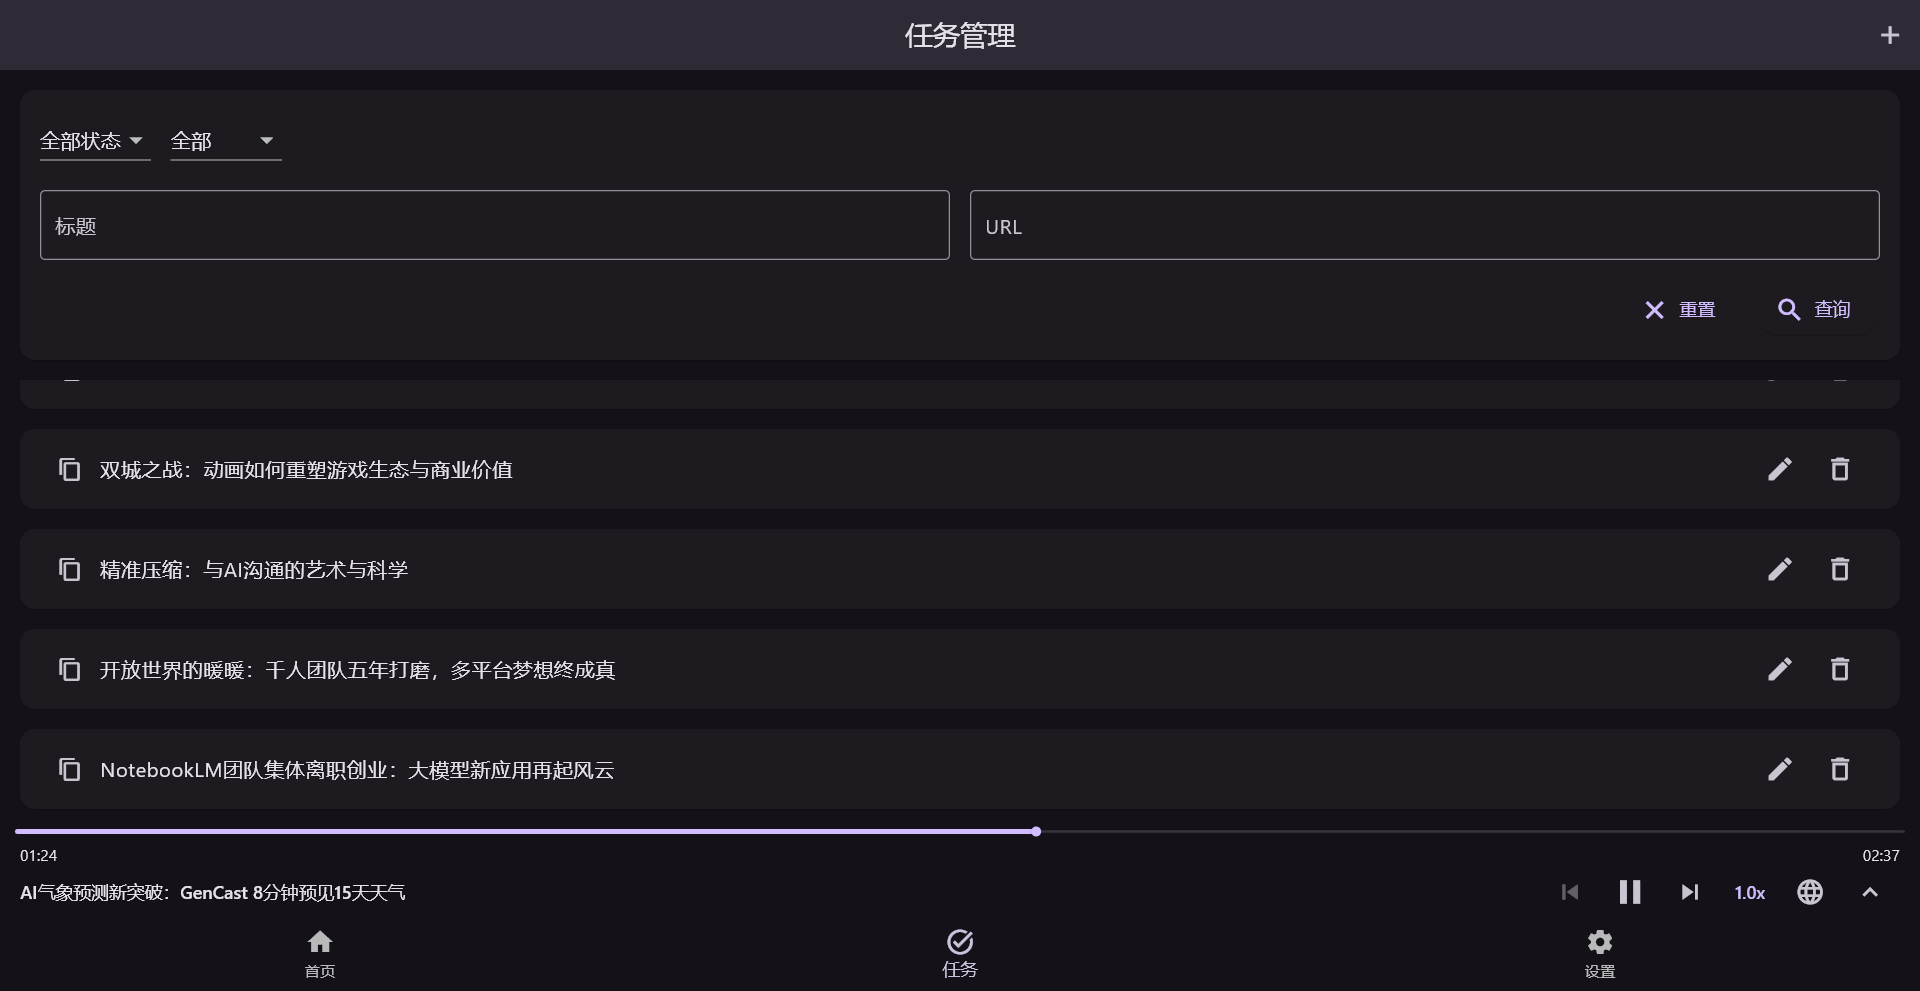 任务管理
全部状态 全部
标题 URL
重置 查询
双城之战：动画如何重塑游戏生态与商业价值
精准压缩：与AI沟通的艺术与科学
开放世界的暖暖：千人团队五年打磨，多平台梦想终成真
NotebookLM团队集体离职创业：大模型新应用再起风云
01:24 02:37
AI气象预测新突破：GenCast 8分钟预见15天天气 1.0x
首页 任务 设置